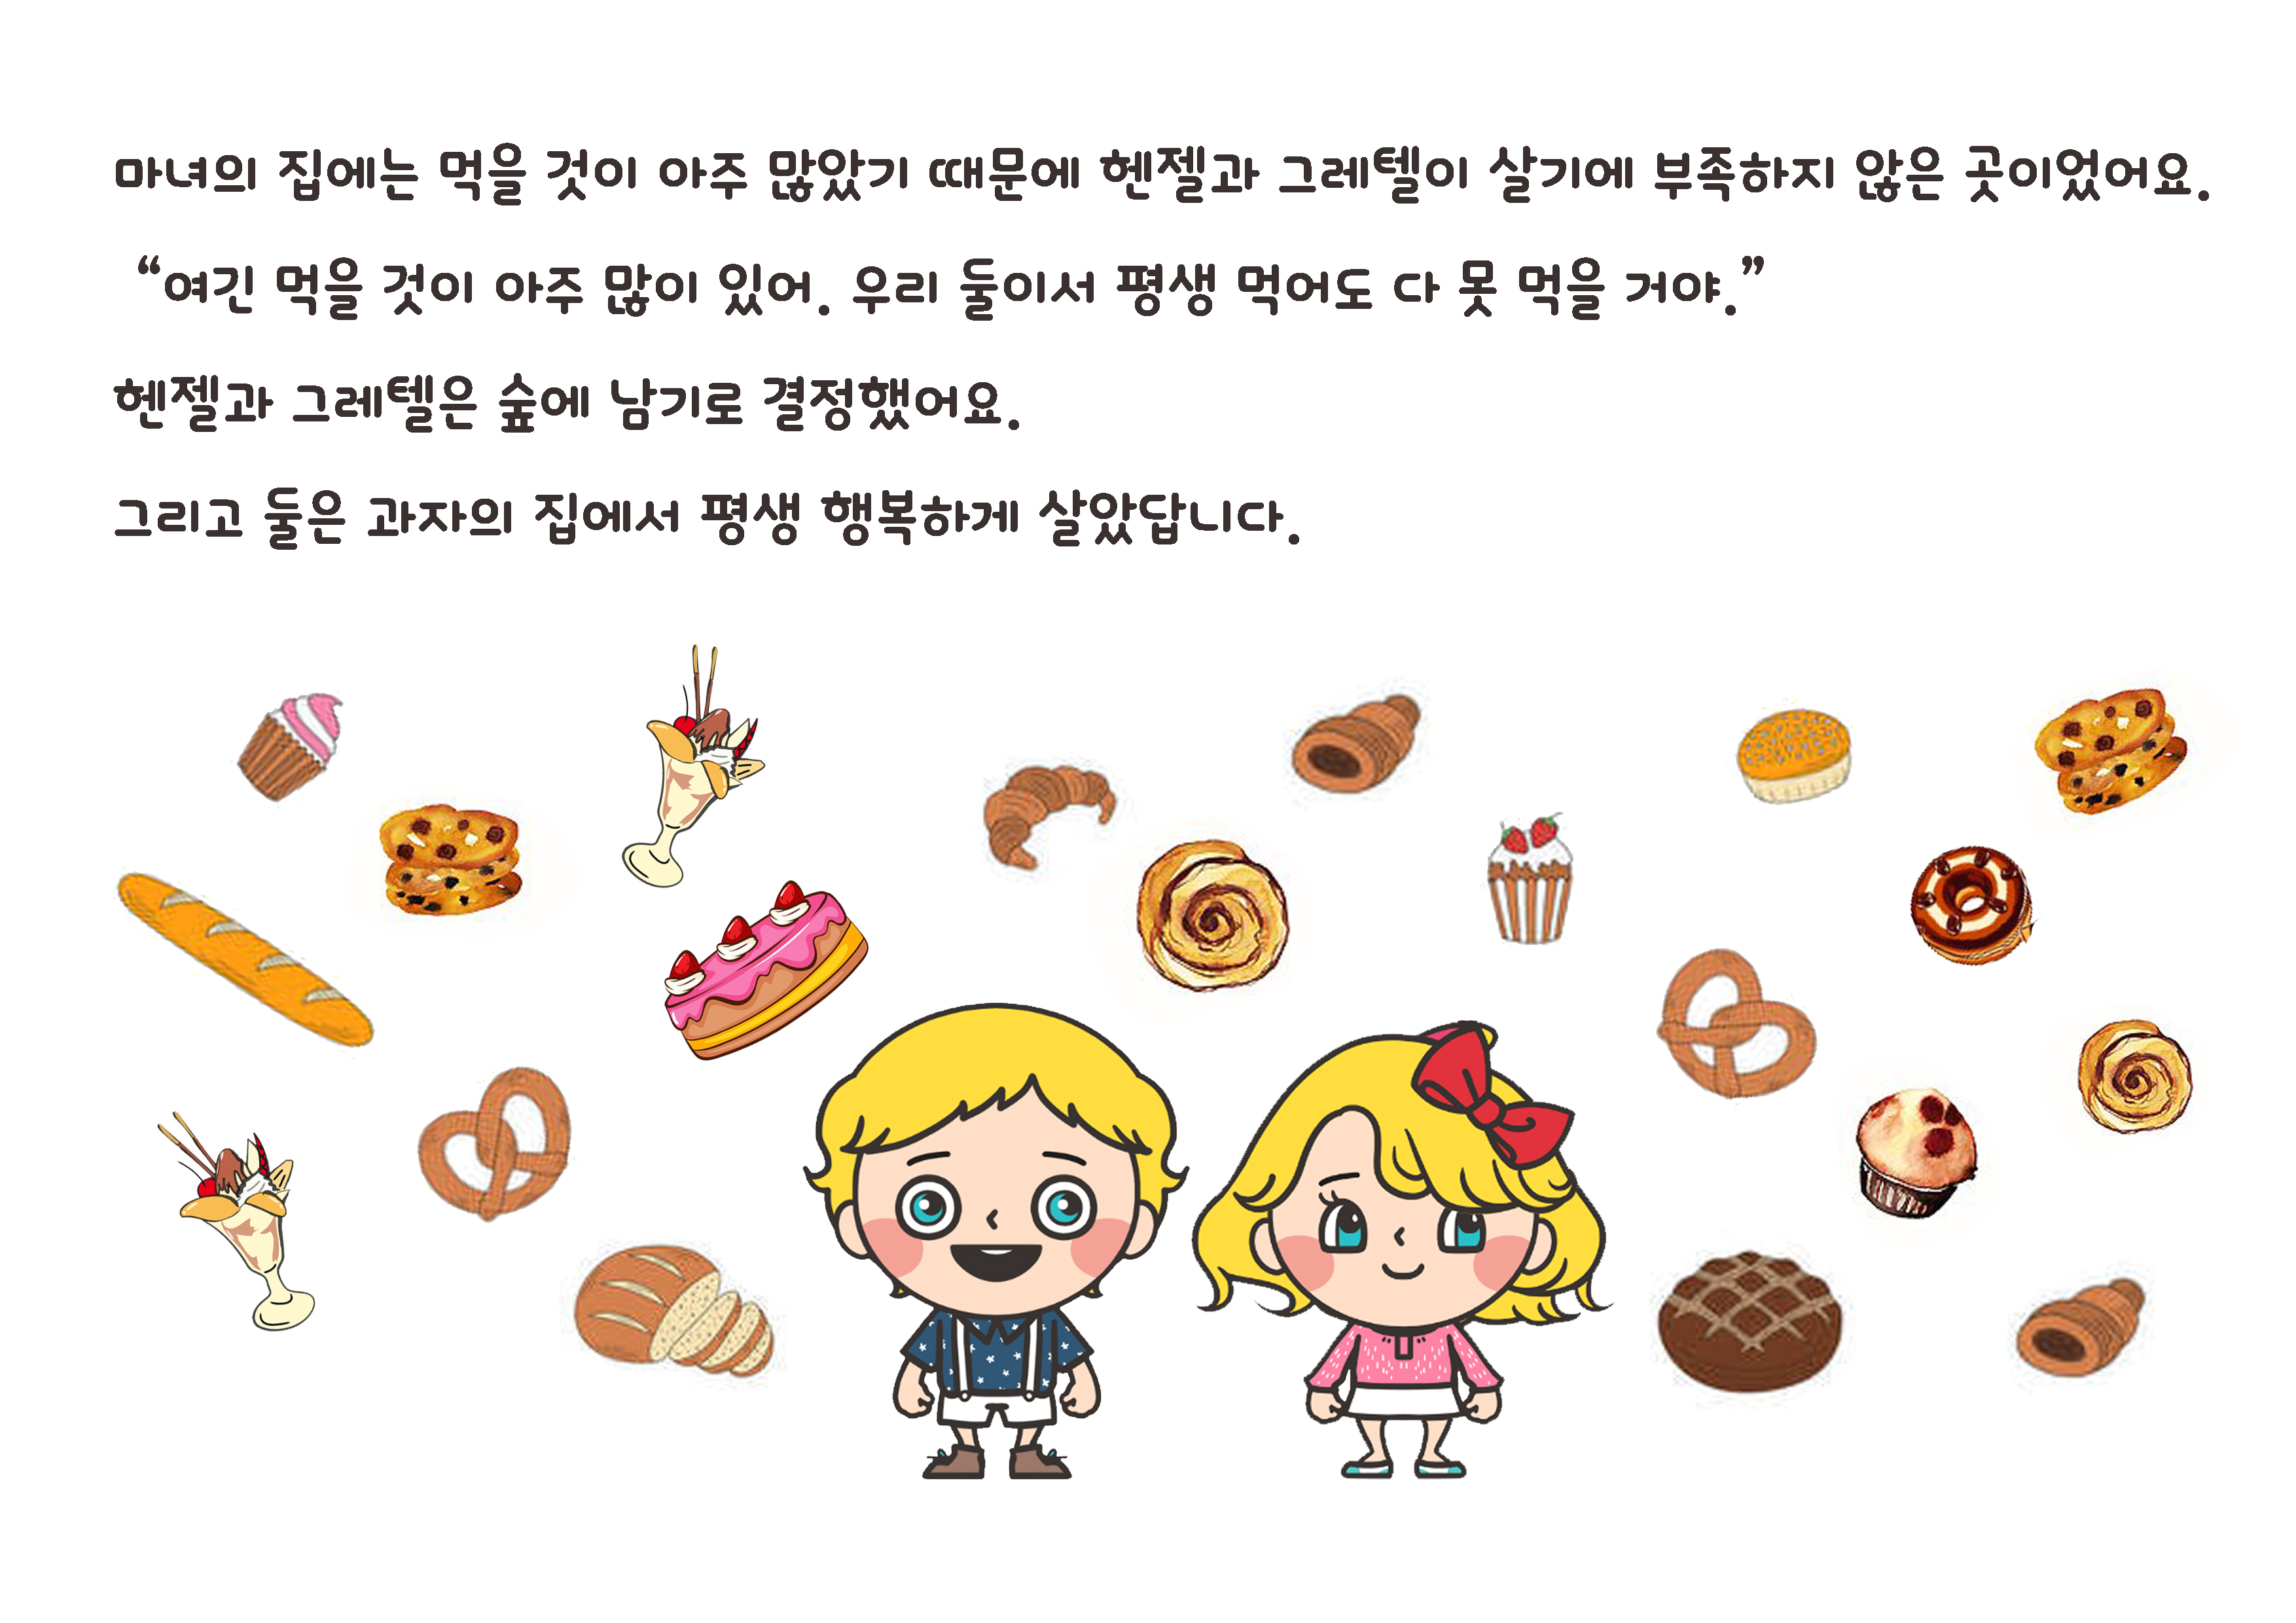 마녀의 집에는 먹을 것이 아주 많았기 때문에 헨젤과 그레텔이 살기에 부족하지 않은 곳이었어요.
“여긴 먹을 것이 아주 많이 있어. 우리 둘이서 평생 먹어도 다 못 먹을 거야.”
헨젤과 그레텔은 숲에 남기로 결정했어요.
그리고 둘은 과자의 집에서 평생 행복하게 살았답니다.